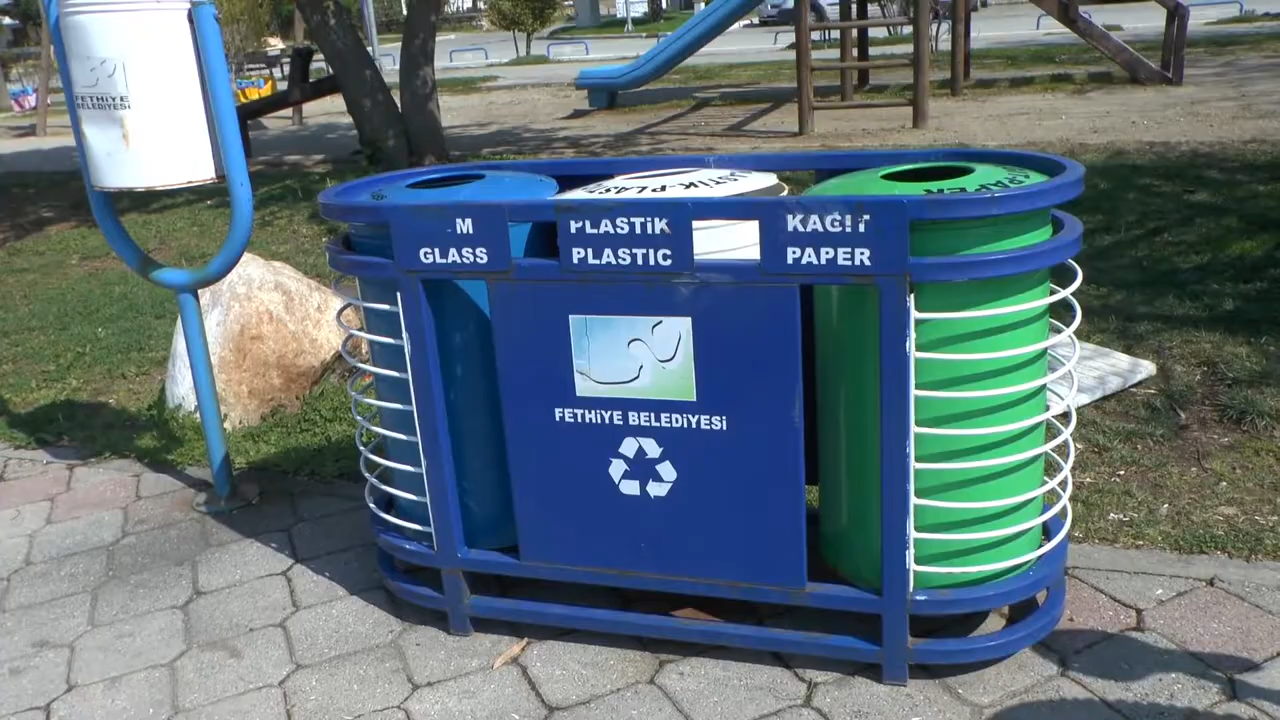 FETHİYE
BELEDİYESİ
M
GLASS
PLASTİK
PLASTIC
KAĞIT
PAPER
FETHİYE BELEDİYESİ